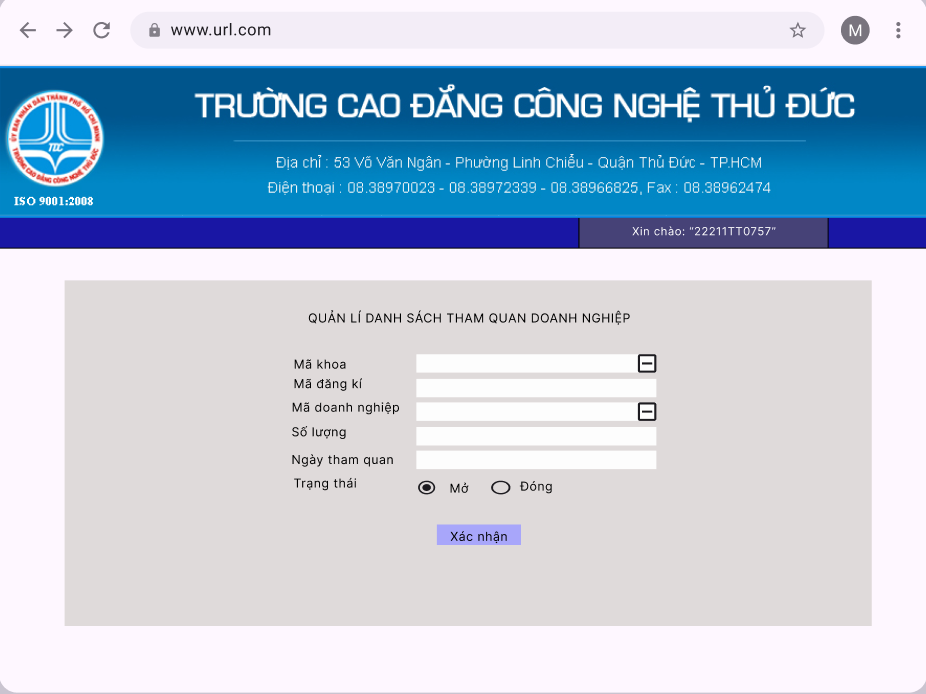 www.url.com
M
TRƯỜNG CAO ĐẲNG CÔNG NGHỆ THỦ ĐỨC
ỦY BAN NHÂN DÂN THÀNH PHỐ HỒ CHÍ MINH
TDC
TRƯỜNG CAO ĐẲNG CÔNG NGHỆ THỦ ĐỨC
ISO 9001:2008
Địa chỉ : 53 Võ Văn Ngân - Phường Linh Chiểu - Quận Thủ Đức - TP.HCM
Điện thoại : 08.38970023 - 08.38972339 - 08.38966825, Fax : 08.38962474
Xin chào: “22211TT0757”
QUẢN LÍ DANH SÁCH THAM QUAN DOANH NGHIỆP
Mã khoa
Mã đăng kí
Mã doanh nghiệp
Số lượng
Ngày tham quan
Trạng thái
Mở
Đóng
Xác nhận